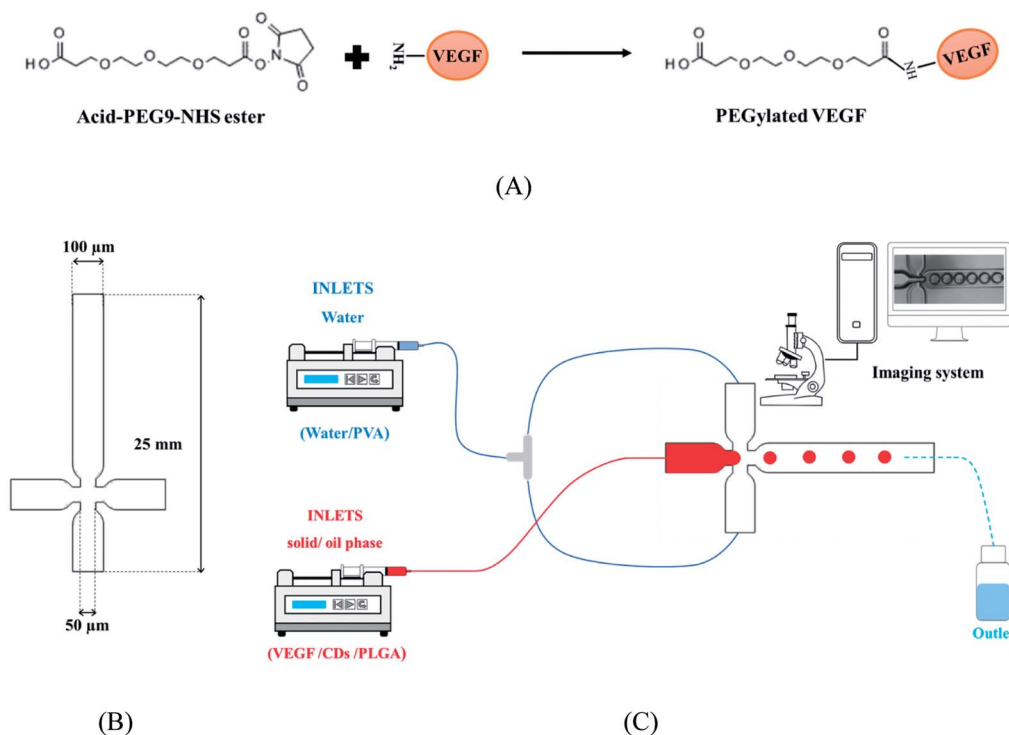 HO
O
O
O
O
O
O
N
O
O
NH₂
VEGF
HO
O
O
O
O
O
NH
VEGF
Acid-PEG9-NHS ester
PEGylated VEGF
(A)
100 µm
25 mm
50 µm
(B)
INLETS
Water
(Water/PVA)
INLETS
solid/ oil phase
(VEGF /CDs /PLGA)
Imaging system
Outle
(C)